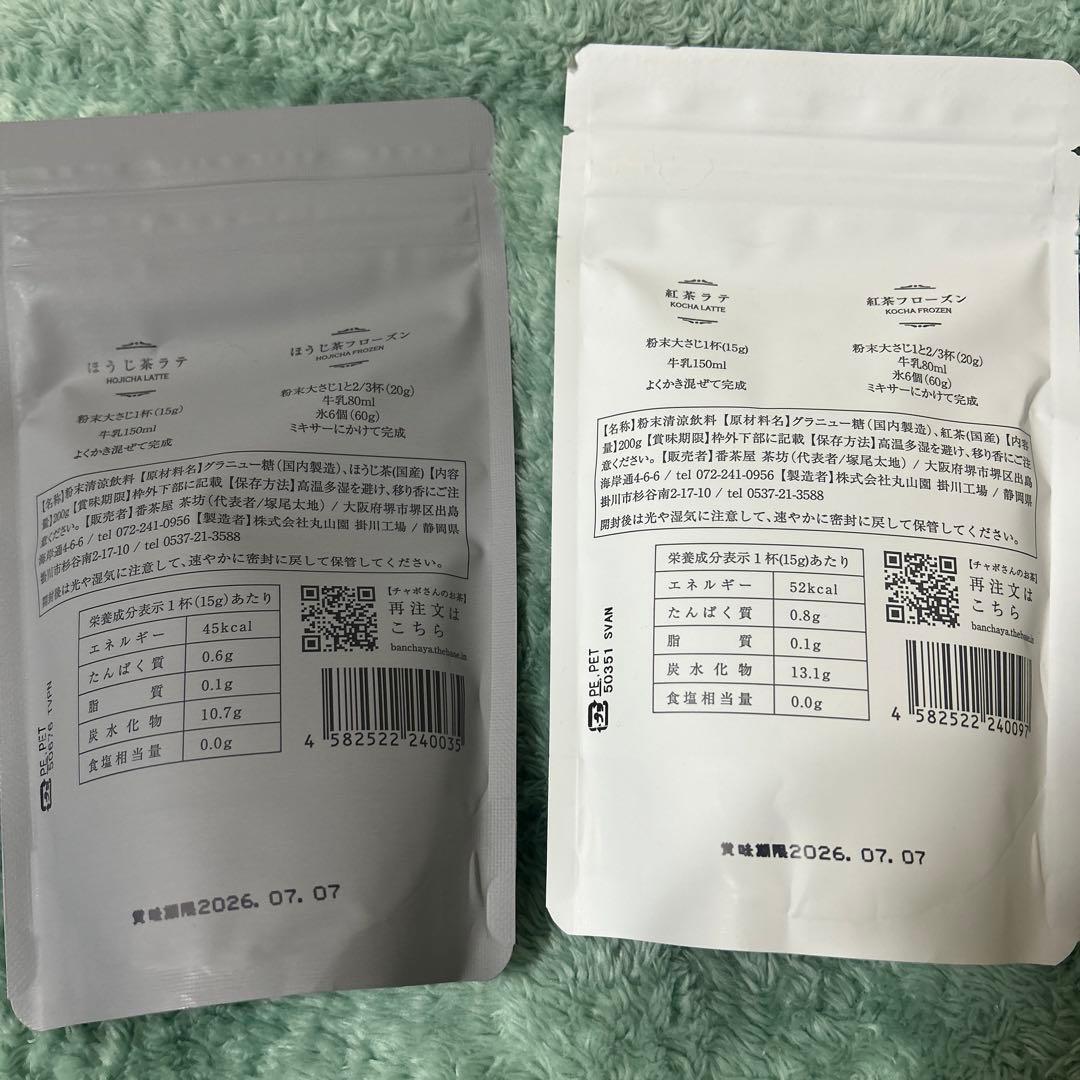 ほうじ茶ラテ
HOJICHA LATTE
粉末大さじ1杯(15g)
牛乳150ml
よくかき混ぜて完成
ほうじ茶フローズン
HOJICHA FROZEN
粉末大さじ1と2/3杯(20g)
牛乳80ml
氷6個(60g)
ミキサーにかけて完成
【名称】粉末清涼飲料【原材料名】グラニュー糖(国内製造)、ほうじ茶(国産)【内容
量】200g【賞味期限】枠外下部に記載【保存方法】高温多湿を避け、移り香にご注
意ください。【販売者】番茶屋 茶坊(代表者/塚尾太地) / 大阪府堺市堺区出島
海岸通4-6-6 / tel 072-241-0956【製造者】株式会社丸山園 掛川工場 / 静岡県
掛川市杉谷南2-17-10 / tel 0537-21-3588
開封後は光や湿気に注意して、速やかに密封に戻して保管してください。
栄養成分表示1杯(15g)あたり
エネルギー 45kcal
たんぱく質 0.6g
脂質 0.1g
炭水化物 10.7g
食塩相当量 0.0g
【チャボさんのお茶】
再注文は
こちら
banchaya.thebase.in
4 582522 240035
PE,PET
50676 TVPN
賞味期限2026.07.07
紅茶ラテ
KOCHA LATTE
粉末大さじ1杯(15g)
牛乳150ml
よくかき混ぜて完成
紅茶フローズン
KOCHA FROZEN
粉末大さじ1と2/3杯(20g)
牛乳80ml
氷6個(60g)
ミキサーにかけて完成
【名称】粉末清涼飲料【原材料名】グラニュー糖(国内製造)、紅茶(国産)【内容
量】200g【賞味期限】枠外下部に記載【保存方法】高温多湿を避け、移り香にご注
意ください。【販売者】番茶屋 茶坊(代表者/塚尾太地) / 大阪府堺市堺区出島
海岸通4-6-6 / tel 072-241-0956【製造者】株式会社丸山園 掛川工場 / 静岡県
掛川市杉谷南2-17-10 / tel 0537-21-3588
開封後は光や湿気に注意して、速やかに密封に戻して保管してください。
栄養成分表示1杯(15g)あたり
エネルギー 52kcal
たんぱく質 0.8g
脂質 0.1g
炭水化物 13.1g
食塩相当量 0.0g
【チャボさんのお茶】
再注文は
こちら
banchaya.thebase.in
4 582522 240097
PE,PET
50351 SVAN
賞味期限2026.07.07